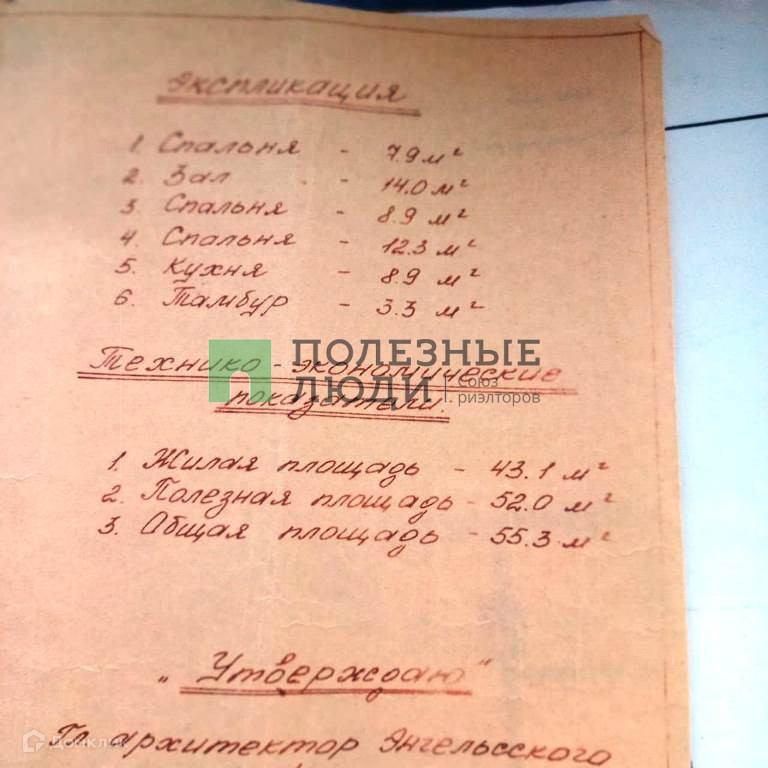 Экспликация
1. Спальня - 7.9 м²
2. Зал - 14.0 м²
3. Спальня - 8.9 м²
4. Спальня - 12.3 м²
5. Кухня - 8.9 м²
6. Тамбур - 3.3 м²
Технико-экономические
показатели.
ПОЛЕЗНЫЕ
ЛЮДИ
Союз
риэлторов
1. Жилая площадь - 43.1 м²
2. Полезная площадь - 52.0 м²
3. Общая площадь - 55.3 м²
„Утверждаю"
Гл. архитектор Энгельсского